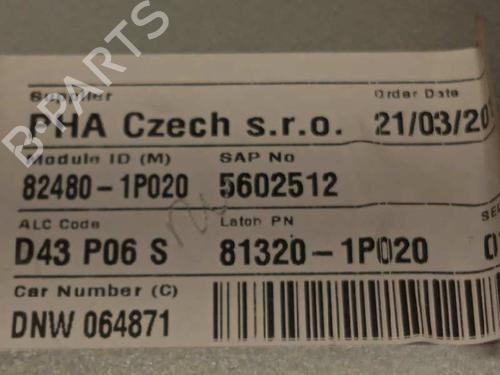 Supplier Order Date
PHA Czech s.r.o. 21/03/20
Module ID (M) SAP No
82480-1P020 5602512
ALC Code Laton PN
D43 P06 S 81320-1P020
Car Number (C)
DNW 064871
B-PARTS